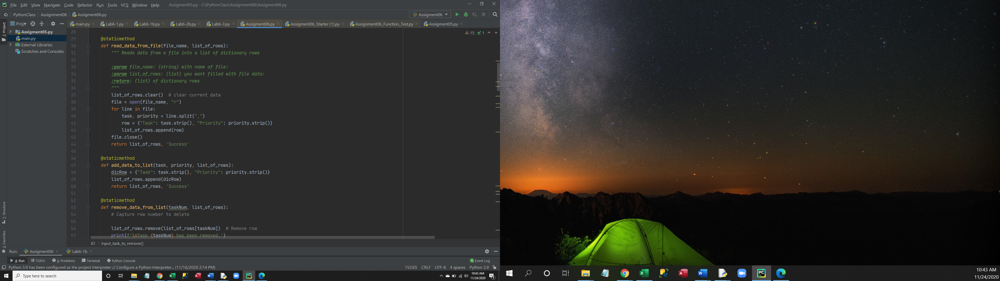 File Edit View Navigate Code Refactor Run Tools VCS Window Help Assigment05.py - C:\PythonClass\Assignment06\Assigment06.py
C: PythonClass Assignment06 Assigment06.py Assigment06
1: Project Proj main.py Lab6-1.py Lab6-1b.py Lab6-2b.py Lab6-3.py Assigment06.py Assigment06_Starter (1).py Assignment06_Function_Test.py Assigment05.py
Assigment05.py
main.py
External Libraries
Scratches and Consoles
15 1
28
29 @staticmethod
30 def read_data_from_file(file_name, list_of_rows):
31 """ Reads data from a file into a list of dictionary rows
32
33 :param file_name: (string) with name of file:
34 :param list_of_rows: (list) you want filled with file data:
35 :return: (list) of dictionary rows
36 """
37 list_of_rows.clear() # clear current data
38 file = open(file_name, "r")
39 for line in file:
40 task, priority = line.split(",")
41 row = {"Task": task.strip(), "Priority": priority.strip()}
42 list_of_rows.append(row)
43 file.close()
44 return list_of_rows, 'Success'
45
46 @staticmethod
47 def add_data_to_list(task, priority, list_of_rows):
48 dicRow = {"Task": task.strip(), "Priority": priority.strip()}
49 list_of_rows.append(dicRow)
50 return list_of_rows, 'Success'
51
52 @staticmethod
53 def remove_data_from_list(taskNum, list_of_rows):
54 # Capture row number to delete
55
56 list_of_rows.remove(list_of_rows[taskNum]) # Remove row
57 print(f'\nTask {taskNum} has been removed.')
Z: Structure
2: Favorites
IO input_task_to_remove()
Run: Assigment06 Lab6-1b
4: Run TODO 6: Problems Terminal Python Console 1 Event Log
Python 3.9 has been configured as the project interpreter // Configure a Python Interpreter... (11/16/2020 2:14 PM) 152:65 CRLF UTF-8 4 spaces Python 3.9
Type here to search
10:43 AM
11/24/2020
10:43 AM
11/24/2020